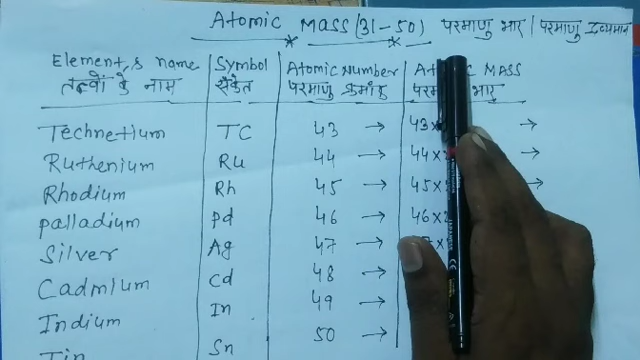 Atomic Mass (31-50) परमाणु भार / परमाणु द्रव्यमान
Element,s name Symbol Atomic Number MASS
तत्वों के नाम संकेत परमाणु क्रमांक भार
Technetium TC 43 → 43× →
Ruthenium Ru 44 → 44× →
Rhodium Rh 45 → 45× →
palladium Pd 46 → 46×
Silver Ag 47 →
Cadmium Cd 48 →
Indium In 49 →
Tin Sn 50 →